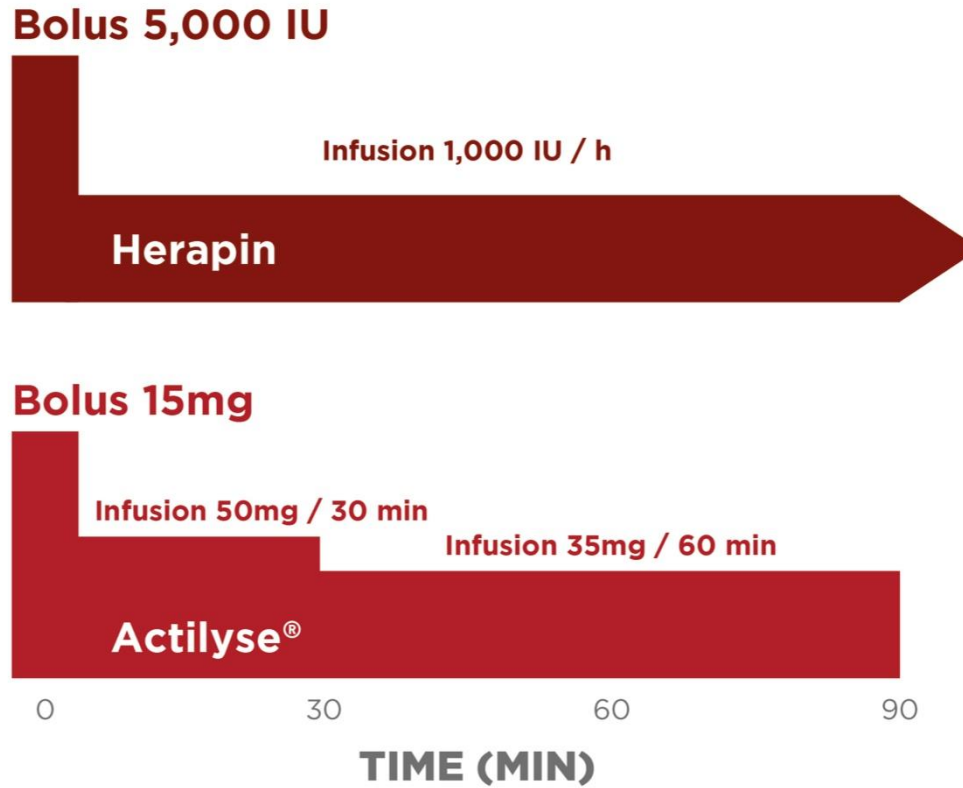 Bolus 5,000 IU
Infusion 1,000 IU / h
Herapin
Bolus 15mg
Infusion 50mg / 30 min
Infusion 35mg / 60 min
Actilyse®
0 30 60 90
TIME (MIN)